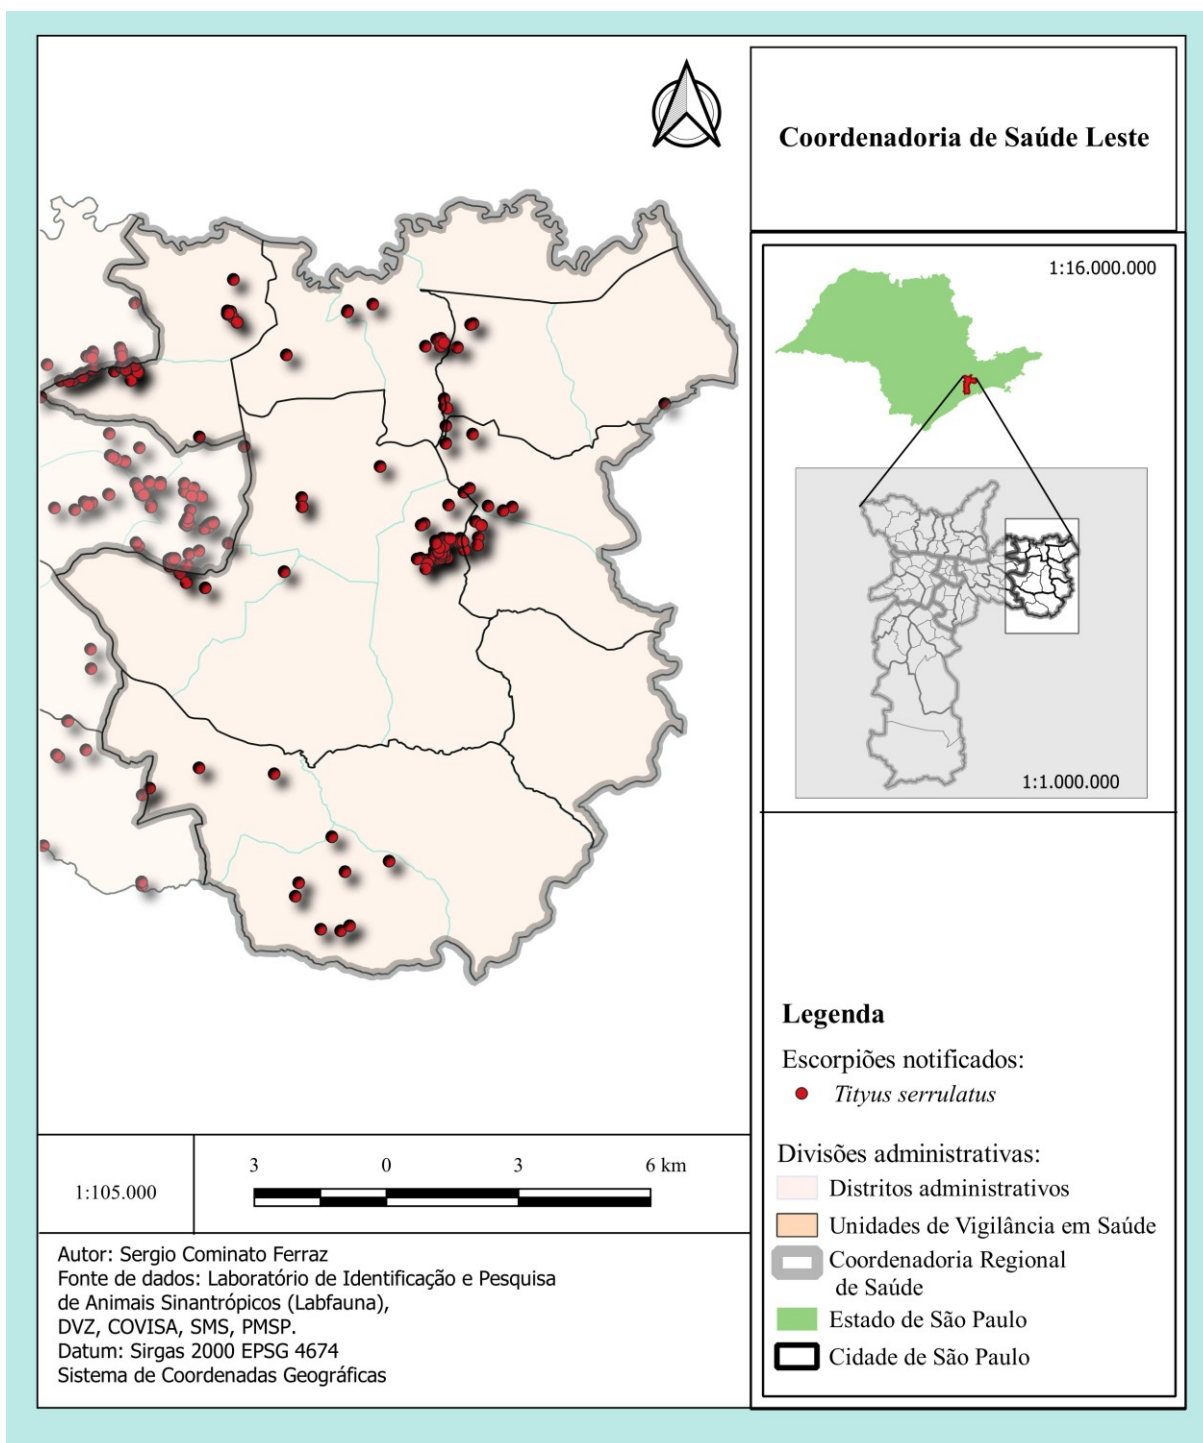 Coordenadoria de Saúde Leste
1:16.000.000
1:1.000.000
Legenda
Escorpiões notificados:
Tityus serrulatus
Divisões administrativas:
Distritos administrativos
Unidades de Vigilância em Saúde
Coordenadoria Regional
de Saúde
Estado de São Paulo
Cidade de São Paulo
1:105.000
3 0 3 6 km
Autor: Sergio Cominato Ferraz
Fonte de dados: Laboratório de Identificação e Pesquisa
de Animais Sinantrópicos (Labfauna),
DVZ, COVISA, SMS, PMSP.
Datum: Sirgas 2000 EPSG 4674
Sistema de Coordenadas Geográficas